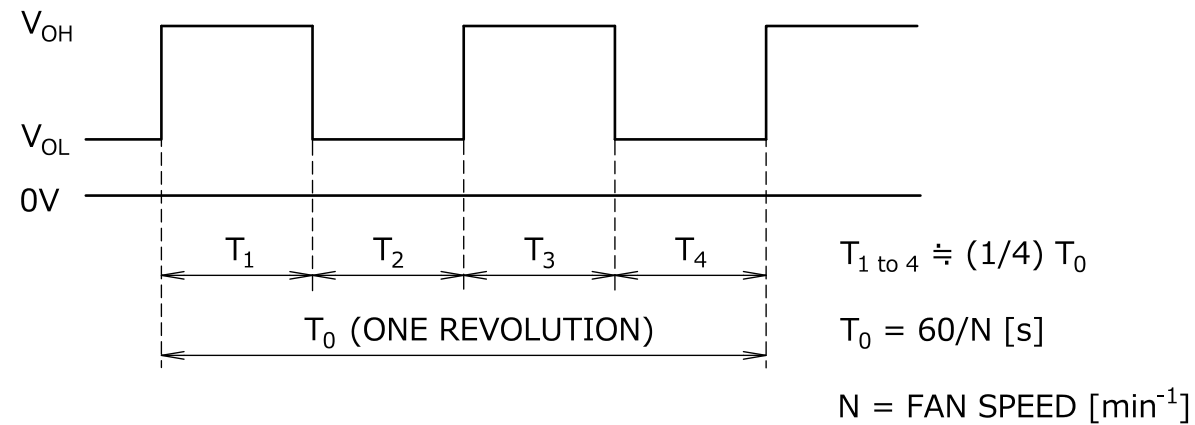 V_OH
V_OL
0V
T_1 T_2 T_3 T_4
T_1 to 4 ≒ (1/4) T_0
T_0 (ONE REVOLUTION)
T_0 = 60/N [s]
N = FAN SPEED [min^-1]